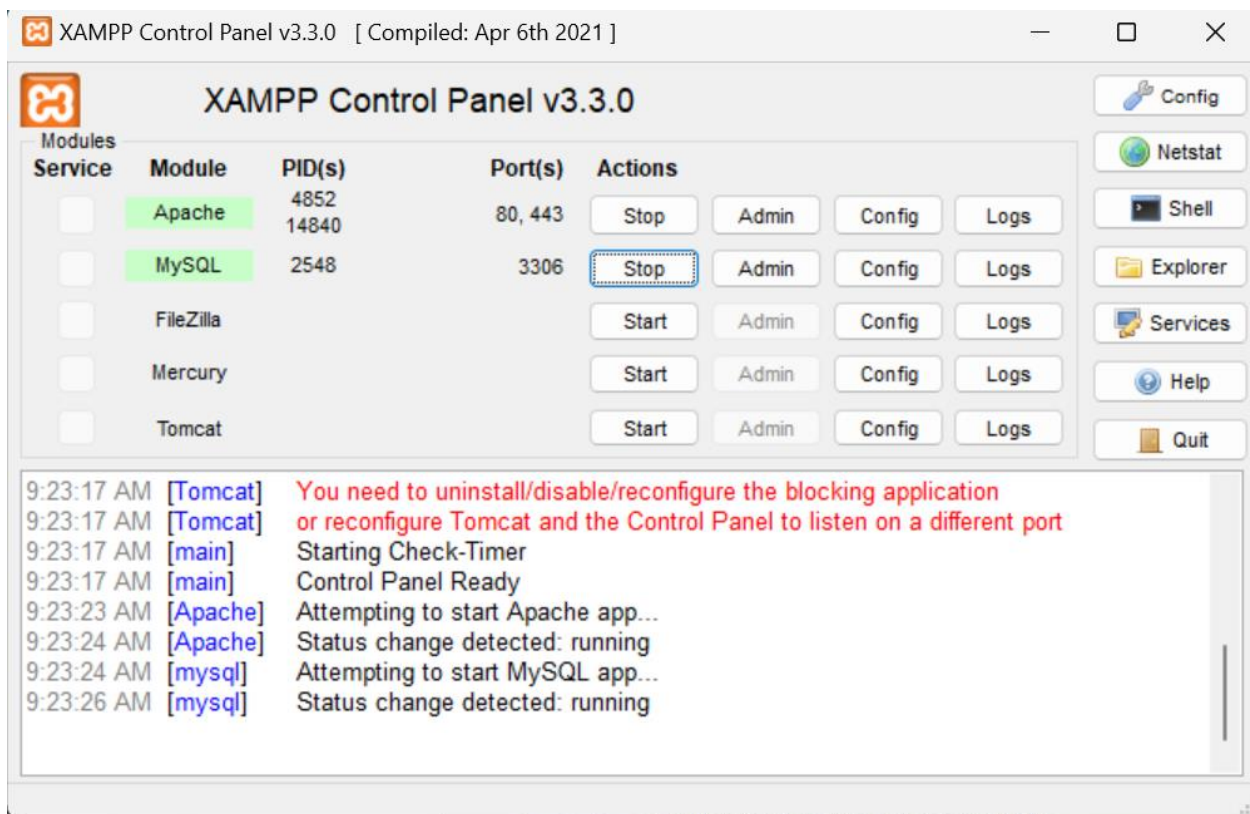 XAMPP Control Panel v3.3.0 [ Compiled: Apr 6th 2021 ]
XAMPP Control Panel v3.3.0
Config
Modules
Service Module PID(s) Port(s) Actions
Netstat
Apache 4852 14840 80, 443 Stop Admin Config Logs
Shell
MySQL 2548 3306 Stop Admin Config Logs
Explorer
FileZilla Start Admin Config Logs
Services
Mercury Start Admin Config Logs
Help
Tomcat Start Admin Config Logs
Quit
9:23:17 AM [Tomcat] You need to uninstall/disable/reconfigure the blocking application
9:23:17 AM [Tomcat] or reconfigure Tomcat and the Control Panel to listen on a different port
9:23:17 AM [main] Starting Check-Timer
9:23:17 AM [main] Control Panel Ready
9:23:23 AM [Apache] Attempting to start Apache app...
9:23:24 AM [Apache] Status change detected: running
9:23:24 AM [mysql] Attempting to start MySQL app...
9:23:26 AM [mysql] Status change detected: running